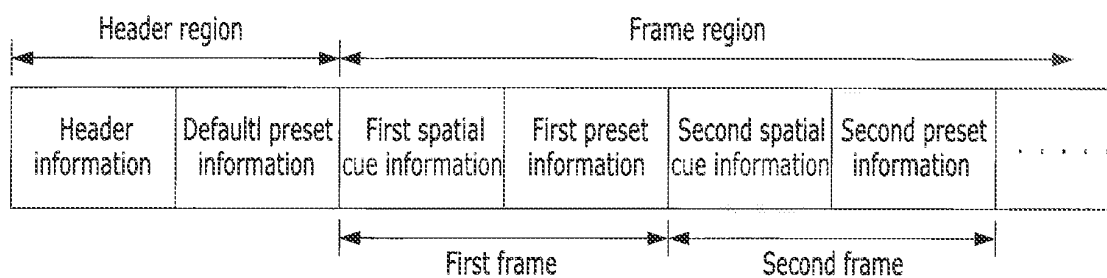 Header region
Frame region
Header
information
Defaultl preset
information
First spatial
cue information
First preset
information
Second spatial
cue information
Second preset
information
. . . . .
First frame
Second frame